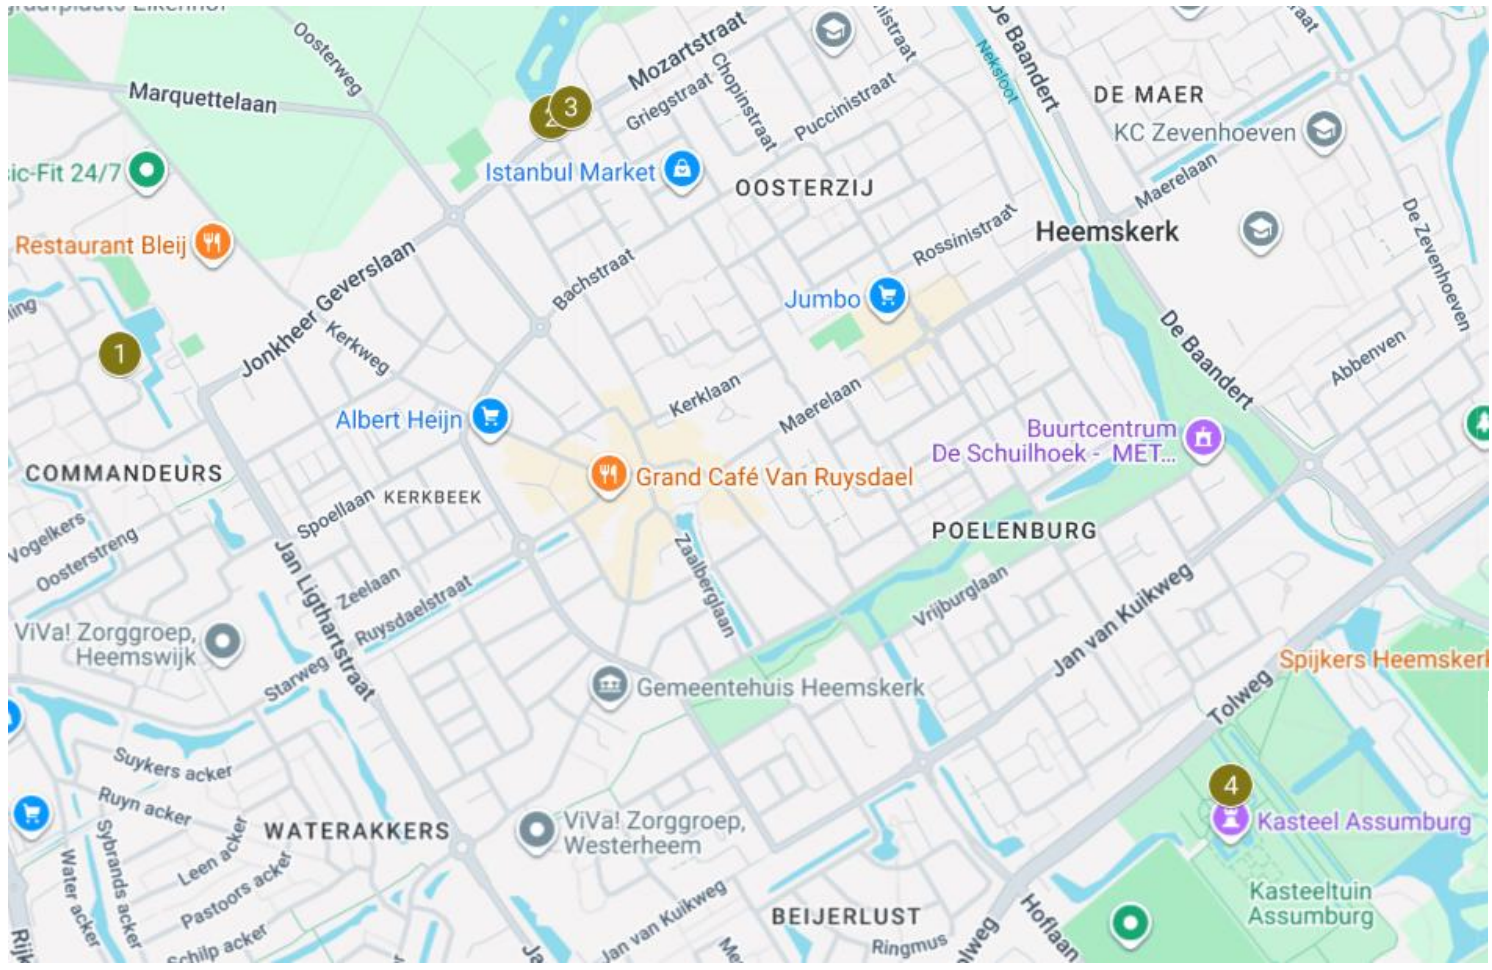 Oosterweg
Mozartstraat
De Baandert
Neksloot
Marquettelaan
Chopinstraat
Griegstraat
Puccinistraat
DE MAER
KC Zevenhoeven
2
3
Istanbul Market
OOSTERZIJ
Maerelaan
De Zevenhoeven
Restaurant Bleij
Rossinistraat
Heemskerk
Jonkheer Geverslaan
Bachstraat
Jumbo
Kerkweg
1
De Baandert
Abbenven
Kerklaan
Maerelaan
Albert Heijn
Buurtcentrum
De Schuilhoek - MET...
COMMANDEURS
Grand Café Van Ruysdael
KERKBEEK
Spoellaan
POELENBURG
Vogelkers
Oosterstreng
Jan Ligthartstraat
Zeelaan
Ruysdaelstraat
Zaalberglaan
Vrijburglaan
Jan van Kuikweg
ViVa! Zorggroep,
Heemswijk
Starweg
Gemeentehuis Heemskerk
Spijkers Heemskerk
Tolweg
Suykers acker
Ruyn acker
4
Kasteel Assumburg
WATERAKKERS
ViVa! Zorggroep,
Westerheem
Leen acker
Sybrands acker
Water acker
Pastoors acker
Schilp acker
Jan van Kuikweg
BEIJERLUST
Ringmus
Tolweg
Hoflaan
Kasteeltuin
Assumburg